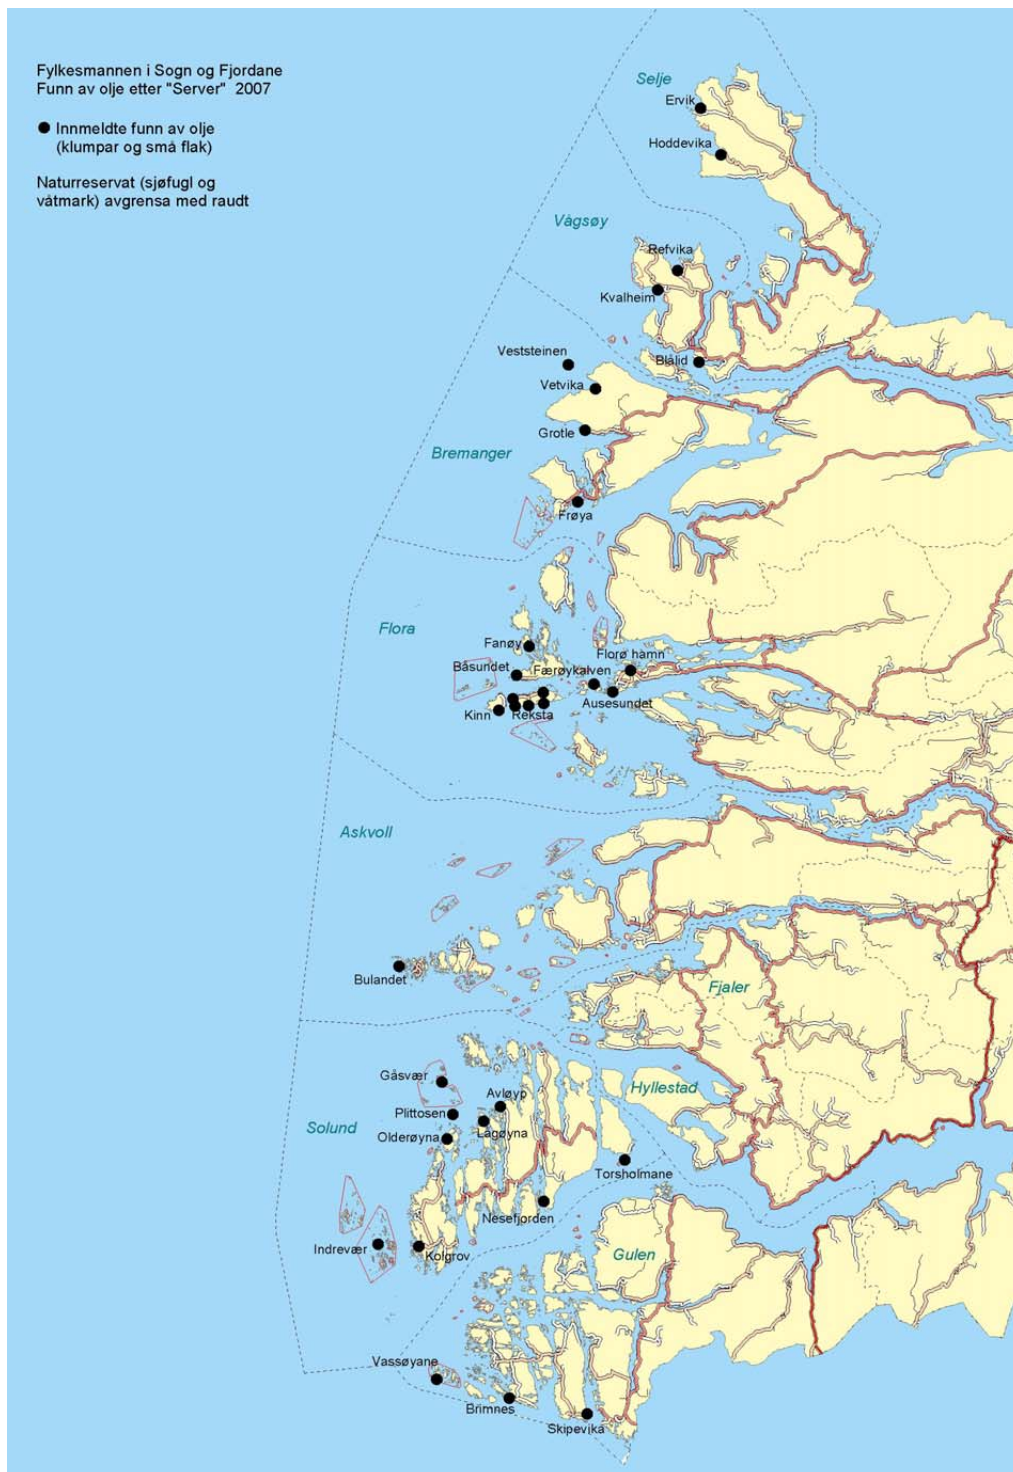 Fylkesmannen i Sogn og Fjordane
Funn av olje etter "Server" 2007
Innmeldte funn av olje
(klumpar og små flak)
Naturreservat (sjøfugl og
våtmark) avgrensa med raudt
Selje
Ervik
Hoddevika
Vågsøy
Refvika
Kvalheim
Veststeinen
Blålid
Vetvika
Grotle
Bremanger
Frøya
Flora
Fanøy
Florø hamn
Båsundet
Færøykalven
Kinn
Reksta
Ausesundet
Askvoll
Bulandet
Fjaler
Gåsvær
Hyllestad
Avløyp
Plittosen
Solund
Lågøyna
Olderøyna
Torsholmane
Nesefjorden
Indrevær
Kolgrov
Gulen
Vassøyane
Brimnes
Skipevika